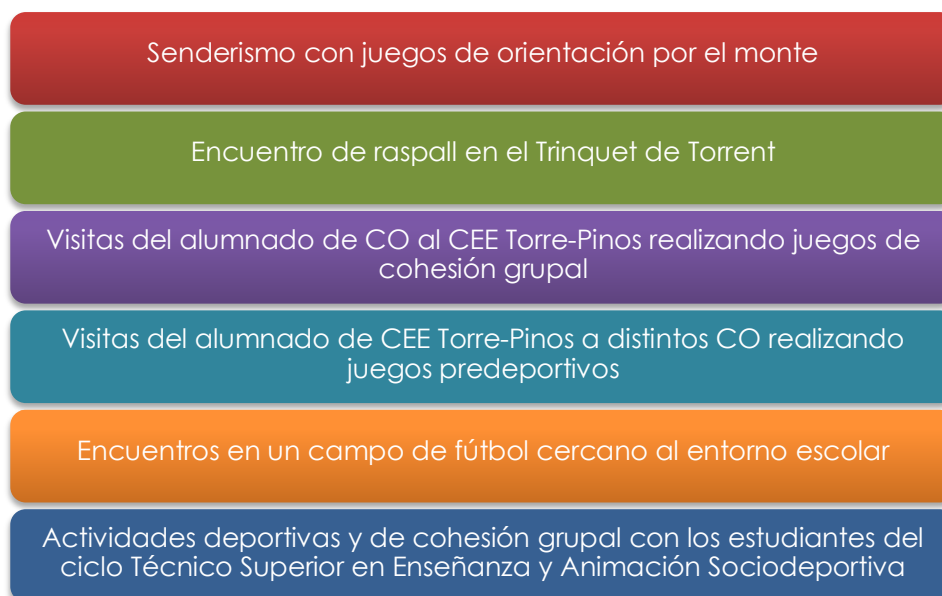 Senderismo con juegos de orientación por el monte
Encuentro de raspall en el Trinquet de Torrent
Visitas del alumnado de CO al CEE Torre-Pinos realizando juegos de
cohesión grupal
Visitas del alumnado de CEE Torre-Pinos a distintos CO realizando
juegos predeportivos
Encuentros en un campo de fútbol cercano al entorno escolar
Actividades deportivas y de cohesión grupal con los estudiantes del
ciclo Técnico Superior en Enseñanza y Animación Sociodeportiva